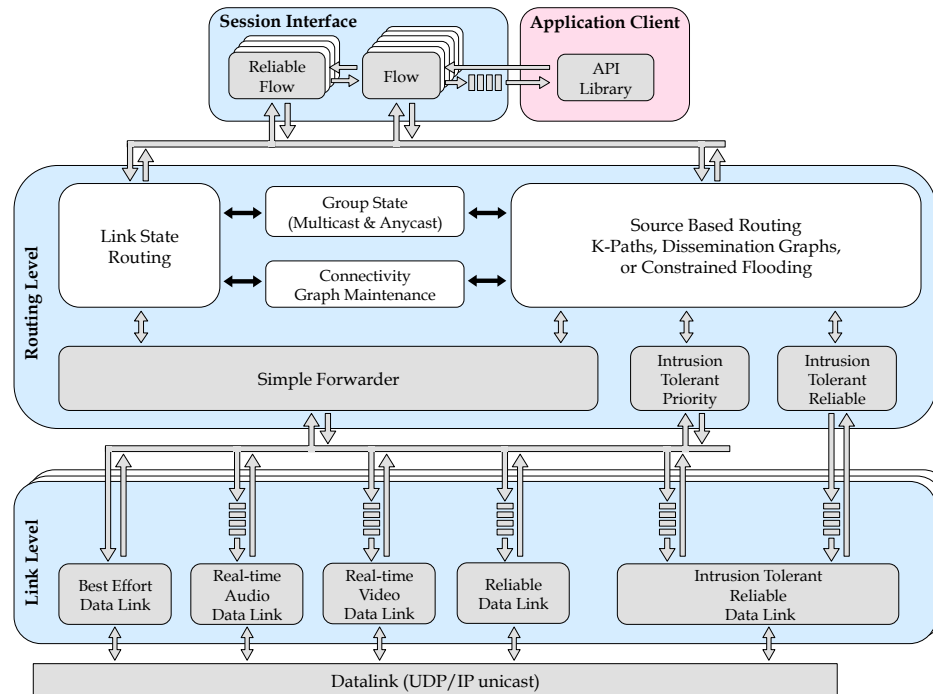 Session Interface
Application Client
Reliable
Flow
Flow
API
Library
Routing Level
Link State
Routing
Group State
(Multicast & Anycast)
Connectivity
Graph Maintenance
Source Based Routing
K-Paths, Dissemination Graphs,
or Constrained Flooding
Simple Forwarder
Intrusion
Tolerant
Priority
Intrusion
Tolerant
Reliable
Link Level
Best Effort
Data Link
Real-time
Audio
Data Link
Real-time
Video
Data Link
Reliable
Data Link
Intrusion Tolerant
Reliable
Data Link
Datalink (UDP/IP unicast)